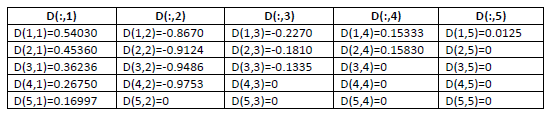 D(:,1) D(:,2) D(:,3) D(:,4) D(:,5)
D(1,1)=0.54030 D(1,2)=-0.8670 D(1,3)=-0.2270 D(1,4)=0.15333 D(1,5)=0.0125
D(2,1)=0.45360 D(2,2)=-0.9124 D(2,3)=-0.1810 D(2,4)=0.15830 D(2,5)=0
D(3,1)=0.36236 D(3,2)=-0.9486 D(3,3)=-0.1335 D(3,4)=0 D(3,5)=0
D(4,1)=0.26750 D(4,2)=-0.9753 D(4,3)=0 D(4,4)=0 D(4,5)=0
D(5,1)=0.16997 D(5,2)=0 D(5,3)=0 D(5,4)=0 D(5,5)=0